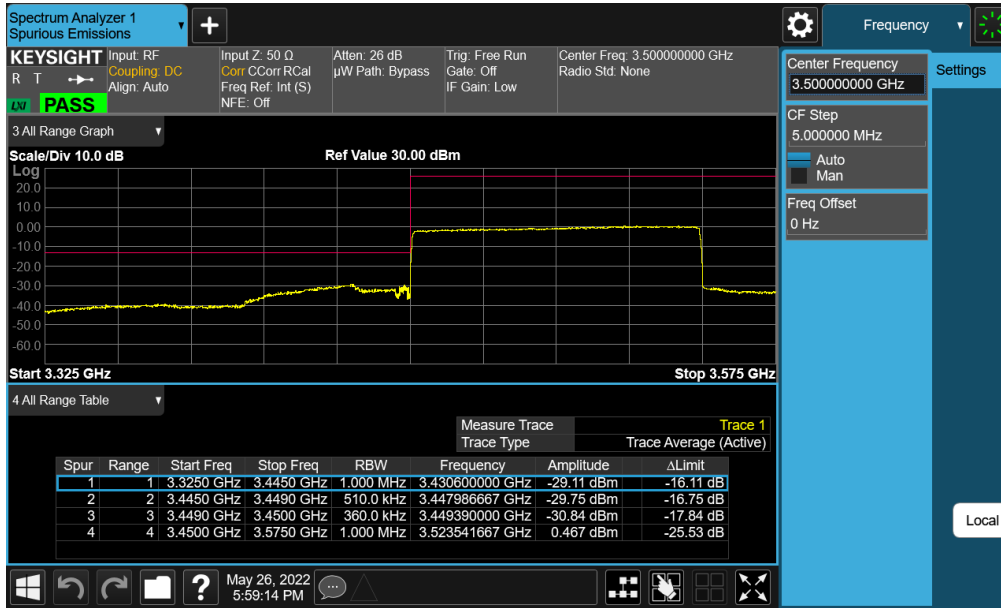 Spectrum Analyzer 1
Spurious Emissions
Frequency
KEYSIGHT Input: RF Input Z: 50 Ω Atten: 26 dB Trig: Free Run Center Freq: 3.500000000 GHz
R T Coupling: DC Corr CCorr RCal µW Path: Bypass Gate: Off Radio Std: None
Align: Auto Freq Ref: Int (S) IF Gain: Low
LXI PASS NFE: Off
Center Frequency
3.500000000 GHz
Settings
CF Step
5.000000 MHz
Auto
Man
Freq Offset
0 Hz
Local
3 All Range Graph
Scale/Div 10.0 dB Ref Value 30.00 dBm
Log
20.0
10.0
0.00
-10.0
-20.0
-30.0
-40.0
-50.0
-60.0
Start 3.325 GHz Stop 3.575 GHz
4 All Range Table
Measure Trace Trace 1
Trace Type Trace Average (Active)
Spur Range Start Freq Stop Freq RBW Frequency Amplitude ΔLimit
1 1 3.3250 GHz 3.4450 GHz 1.000 MHz 3.430600000 GHz -29.11 dBm -16.11 dB
2 2 3.4450 GHz 3.4490 GHz 510.0 kHz 3.447986667 GHz -29.75 dBm -16.75 dB
3 3 3.4490 GHz 3.4500 GHz 360.0 kHz 3.449390000 GHz -30.84 dBm -17.84 dB
4 4 3.4500 GHz 3.5750 GHz 1.000 MHz 3.523541667 GHz 0.467 dBm -25.53 dB
?
May 26, 2022
5:59:14 PM